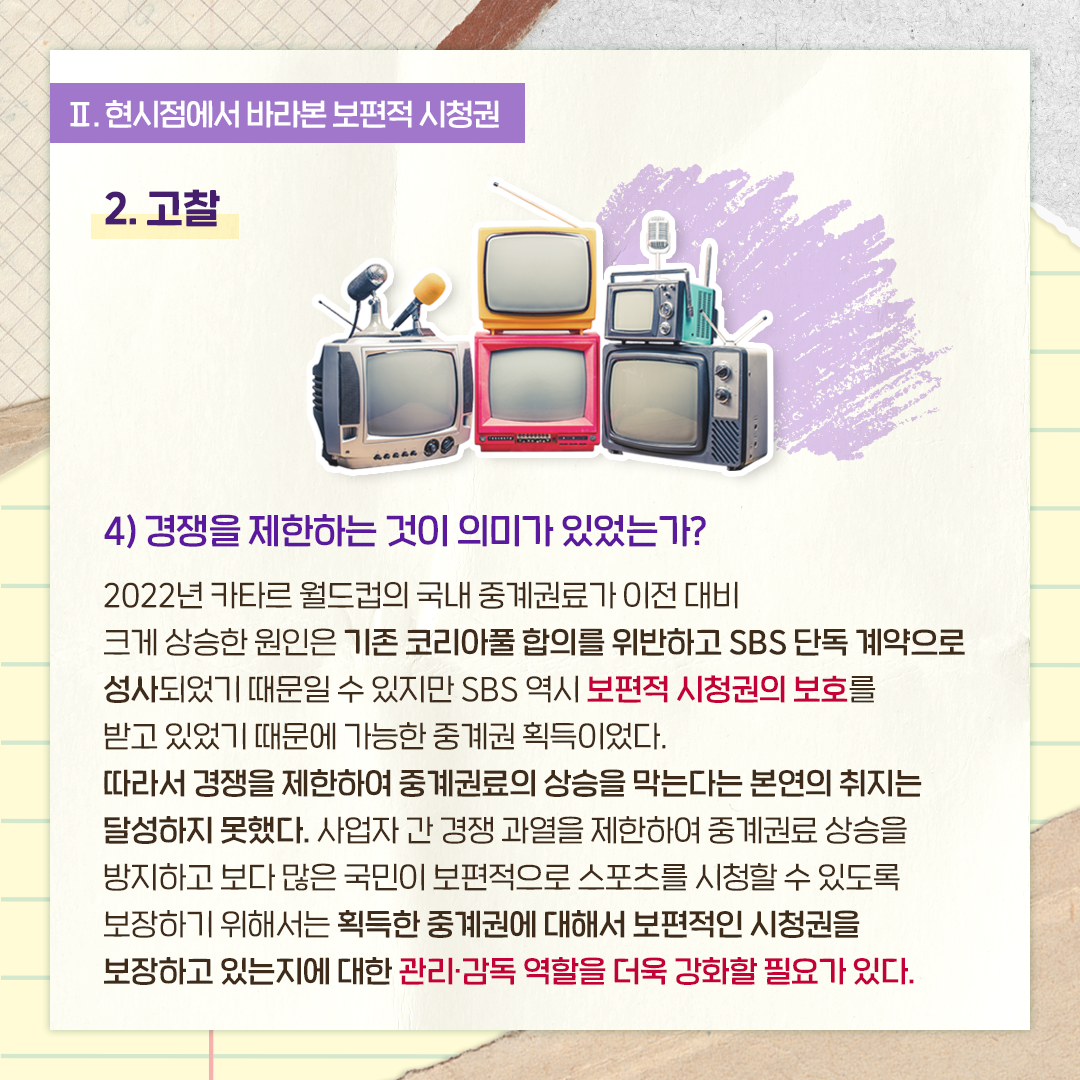 Ⅱ. 현시점에서 바라본 보편적 시청권
2. 고찰
4) 경쟁을 제한하는 것이 의미가 있었는가?
2022년 카타르 월드컵의 국내 중계권료가 이전 대비
크게 상승한 원인은 기존 코리아풀 합의를 위반하고 SBS 단독 계약으로
성사되었기 때문일 수 있지만 SBS 역시 보편적 시청권의 보호를
받고 있었기 때문에 가능한 중계권 획득이었다.
따라서 경쟁을 제한하여 중계권료의 상승을 막는다는 본연의 취지는
달성하지 못했다. 사업자 간 경쟁 과열을 제한하여 중계권료 상승을
방지하고 보다 많은 국민이 보편적으로 스포츠를 시청할 수 있도록
보장하기 위해서는 획득한 중계권에 대해서 보편적인 시청권을
보장하고 있는지에 대한 관리·감독 역할을 더욱 강화할 필요가 있다.